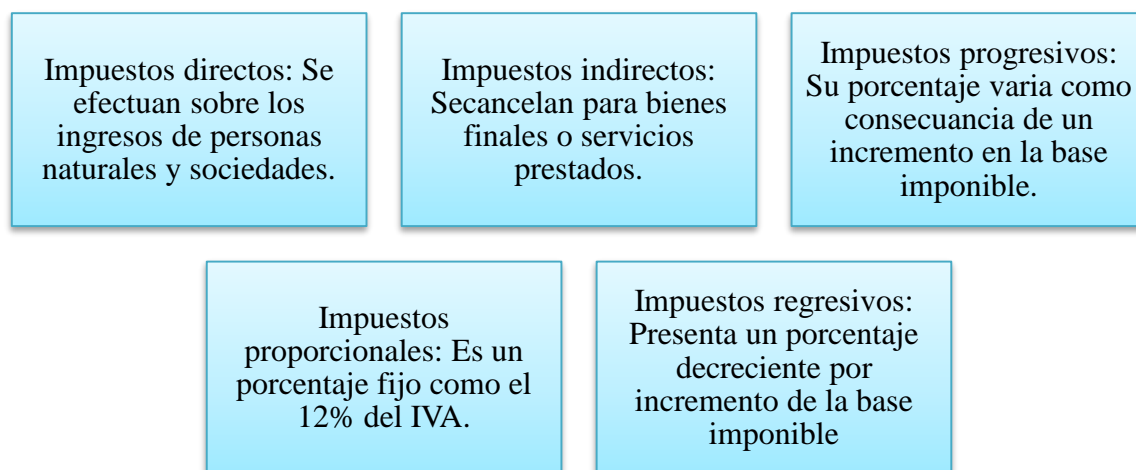 Impuestos directos: Se
efectuan sobre los
ingresos de personas
naturales y sociedades.
Impuestos indirectos:
Secancelan para bienes
finales o servicios
prestados.
Impuestos progresivos:
Su porcentaje varia como
consecuancia de un
incremento en la base
imponible.
Impuestos
proporcionales: Es un
porcentaje fijo como el
12% del IVA.
Impuestos regresivos:
Presenta un porcentaje
decreciente por
incremento de la base
imponible